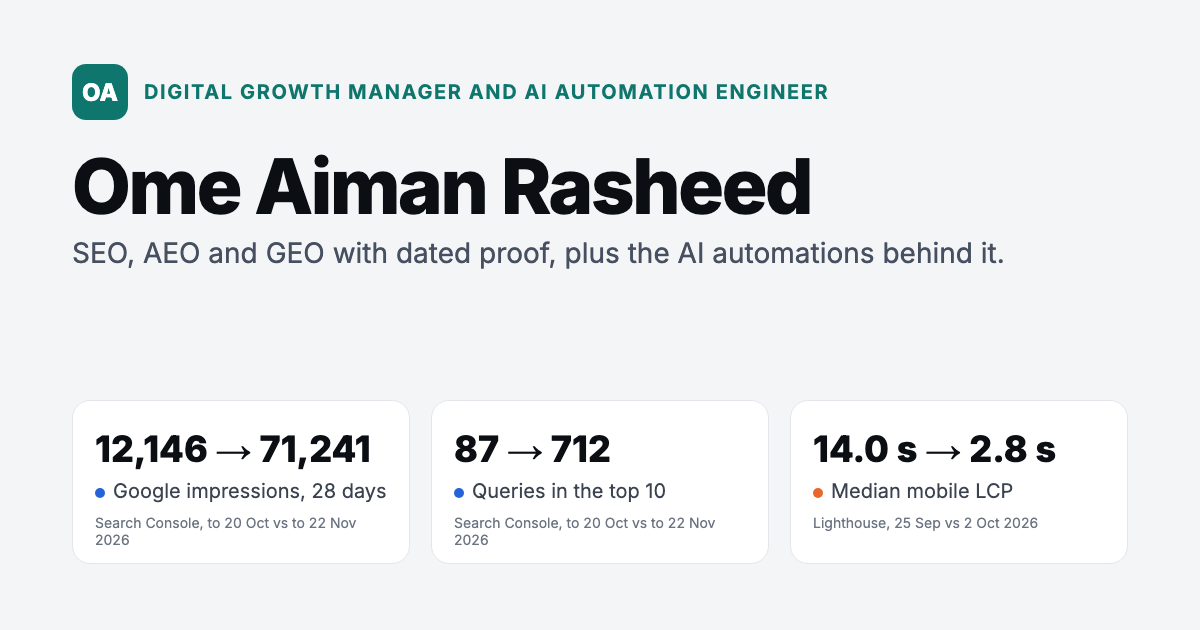 OA
DIGITAL GROWTH MANAGER AND AI AUTOMATION ENGINEER
Ome Aiman Rasheed
SEO, AEO and GEO with dated proof, plus the AI automations behind it.
12,146 → 71,241
Google impressions, 28 days
Search Console, to 20 Oct vs to 22 Nov
2026
87 → 712
Queries in the top 10
Search Console, to 20 Oct vs to 22 Nov
2026
14.0 s → 2.8 s
Median mobile LCP
Lighthouse, 25 Sep vs 2 Oct 2026